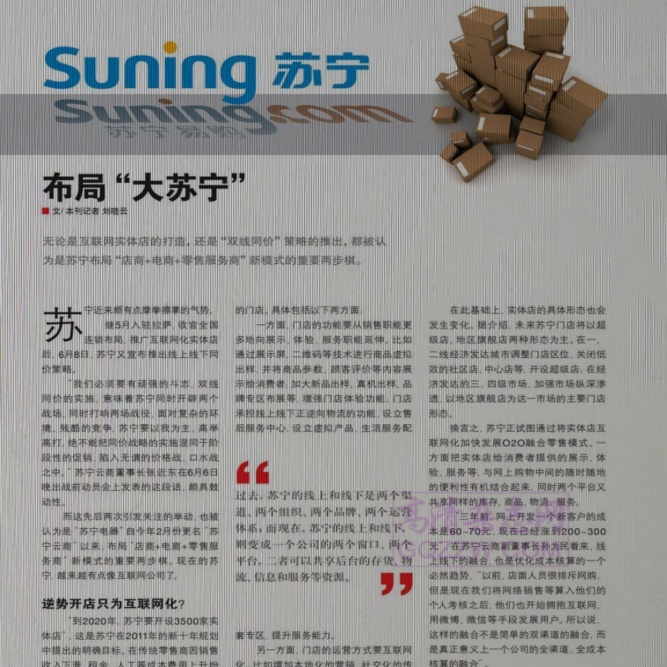 Suning 苏宁
Suning.com
苏宁易购
布局“大苏宁”
文/ 本刊记者 刘晓云
无论是互联网实体店的打造，还是“双线同价”策略的推出，都被认
为是苏宁布局“店商+电商+零售服务商”新模式的重要两步棋。
苏宁近来颇有点摩拳擦掌的气势。
继5月入驻拉萨，收官全国
连锁布局，推广互联网化实体店
后，6月8日，苏宁又宣布推出线上线下同
价策略。
“我们必须要有顽强的斗志，双线
同价的实施，意味着苏宁同时开辟两个
战场，同时打响两场战役，面对复杂的环
境、残酷的竞争，苏宁要以我为主，高举
高打，绝不能把同价战略的实施混同于阶
段性的促销，陷入无谓的价格战、口水战
之中。”苏宁云商董事长张近东在6月6日
晚出战前动员会上发表的这段话，颇具鼓
动性。
而这先后两次引发关注的举动，也被
认为是“苏宁电器”自今年2月份更名“苏
宁云商”以来，布局“店商+电商+零售服
务商”新模式的重要两步棋。现在的苏
宁，越来越有点像互联网公司了。
逆势开店只为互联网化？
“到2020年，苏宁要开设3500家实
体店”，这是苏宁在2011年的新十年规划
中提出的明确目标。在传统零售商因销售
收入下滑，租金、人工等成本费用上升纷
的门店。具体包括以下两方面：
一方面，门店的功能要从销售职能更
多地向展示、体验、服务职能延伸。比如
通过展示屏、二维码等技术进行商品虚拟
出样，并将商品参数、顾客评价等内容展
示给消费者，加大新品出样、真机出样、品
牌专区布展等，增强门店体验功能。门店
承担线上线下正逆向物流的功能，设立售
后服务中心，设立虚拟产品、生活服务配
过去，苏宁的线上和线下是两个渠
道、两个组织、两个品牌、两个运营
体系；而现在，苏宁的线上和线下，
则变成一个公司的两个窗口、两个平
台，二者可以共享后台的存货、物
流、信息和服务等资源。
套专区，提升服务能力。
另一方面，门店的运营方式要互联网
化，比如增加本地化的营销、社交化的传
在此基础上，实体店的具体形态也会
发生变化。据介绍，未来苏宁门店将以超
级店、地区旗舰店两种形态为主。在一、
二线经济发达城市调整门店区位，关闭低
效的社区店、中心店等，开设超级店；在经
济发达的三、四级市场，加强市场纵深渗
透，以地区旗舰店为这一市场的主要门店
形态。
换言之，苏宁正试图通过将实体店互
联网化加快发展O2O融合零售模式。一
方面把实体店给消费者提供的展示、体
验、服务等，与网上购物中间的随时随地
的便利性有机结合起来，同时两个平台又
共享同样的库存、商品、物流、服务。
“三年前，网上开发一个新客户的成
本是60~70元，现在已经涨到200~300
元。”在苏宁云商副董事长孙为民看来，线
上线下的融合，也是优化成本核算的一个
必然趋势。“以前，店面人员很排斥网购，
但是现在我们将网络销售等算入他们的
个人考核之后，他们也开始拥抱互联网，
用微博、微信等手段发展用户。所以说，
这样的融合不是简单的双渠道的融合，而
是真正意义上一个公司的全渠道、全成本
核算的融合”。